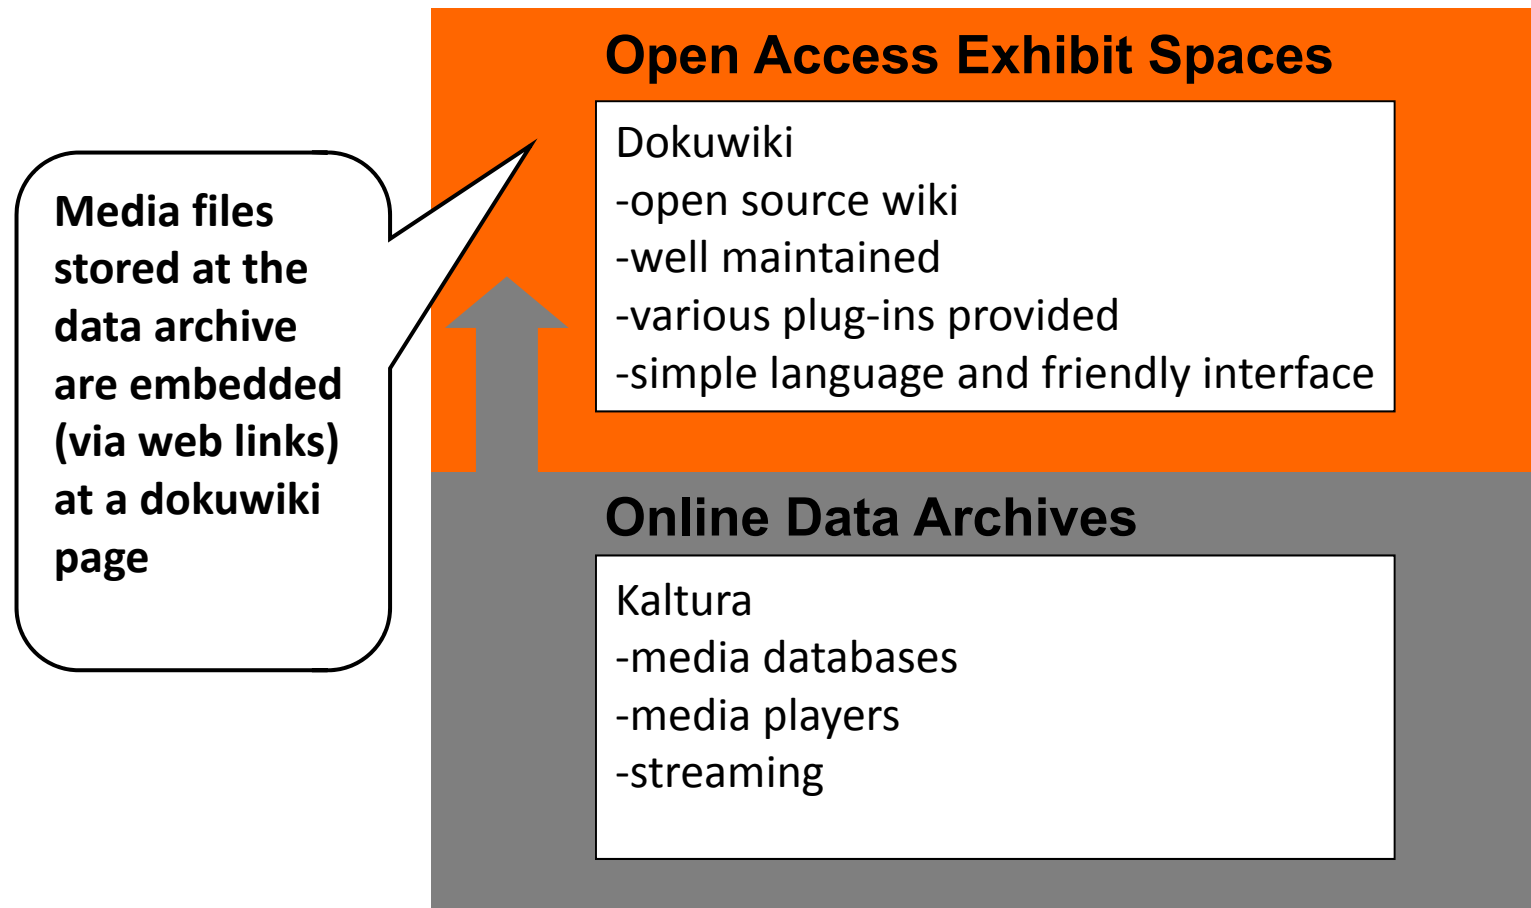 Open Access Exhibit Spaces
Dokuwiki
-open source wiki
-well maintained
-various plug-ins provided
-simple language and friendly interface
Media files
stored at the
data archive
are embedded
(via web links)
at a dokuwiki
page
Online Data Archives
Kaltura
-media databases
-media players
-streaming